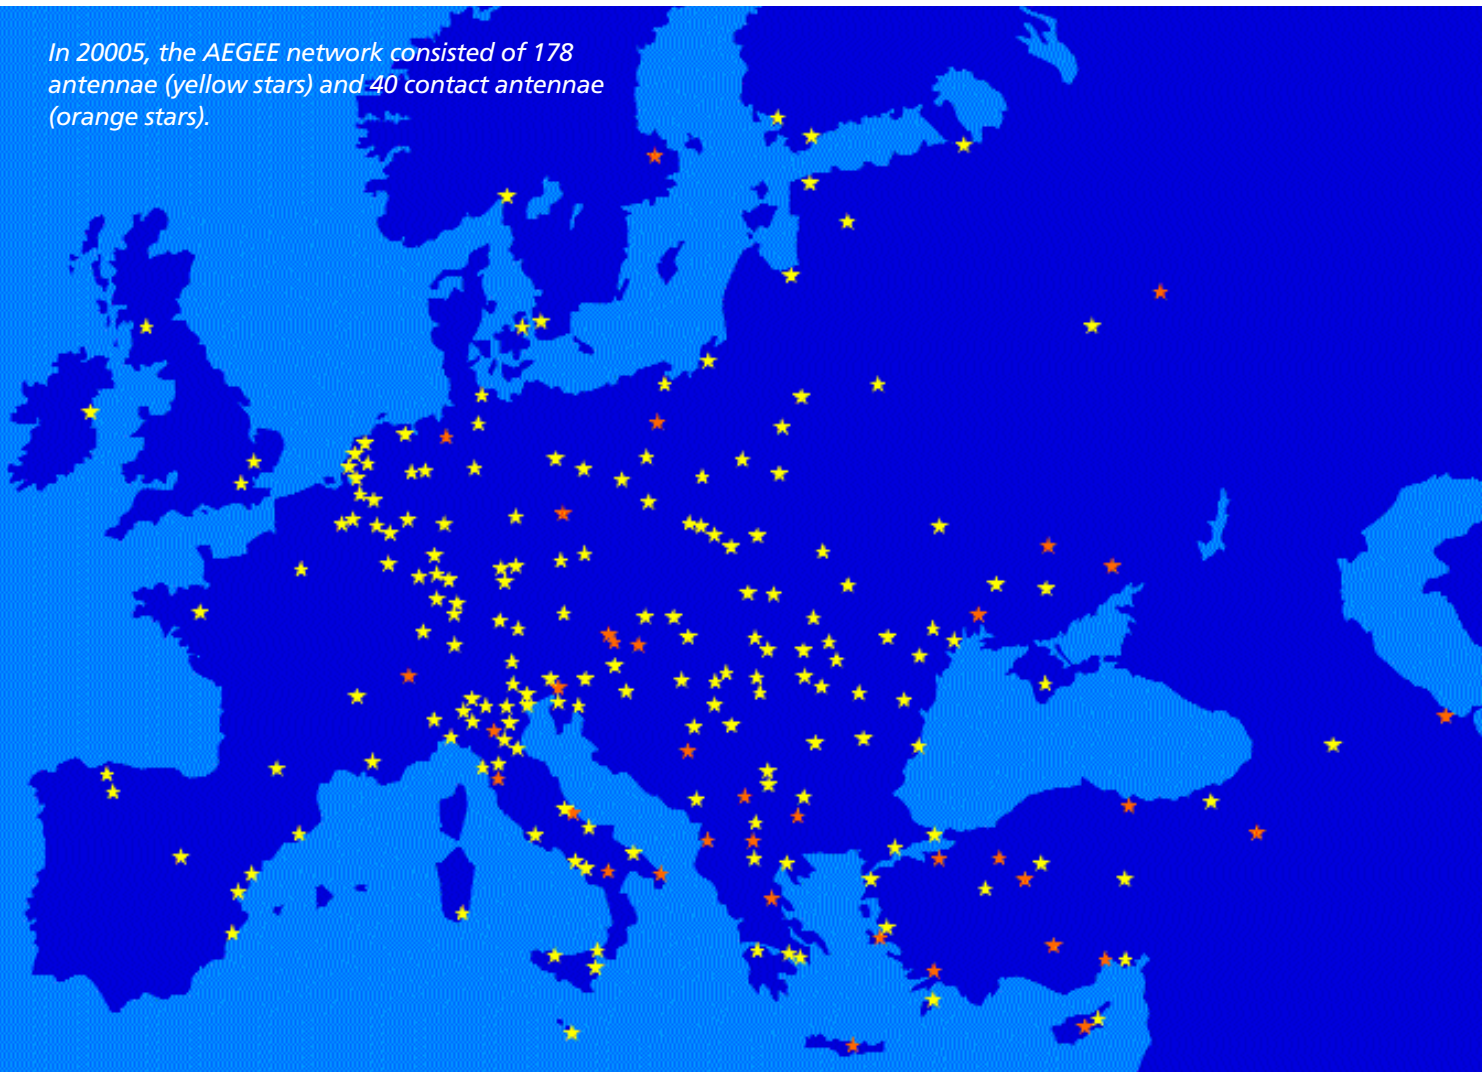 In 20005, the AEGEE network consisted of 178
antennae (yellow stars) and 40 contact antennae
(orange stars).